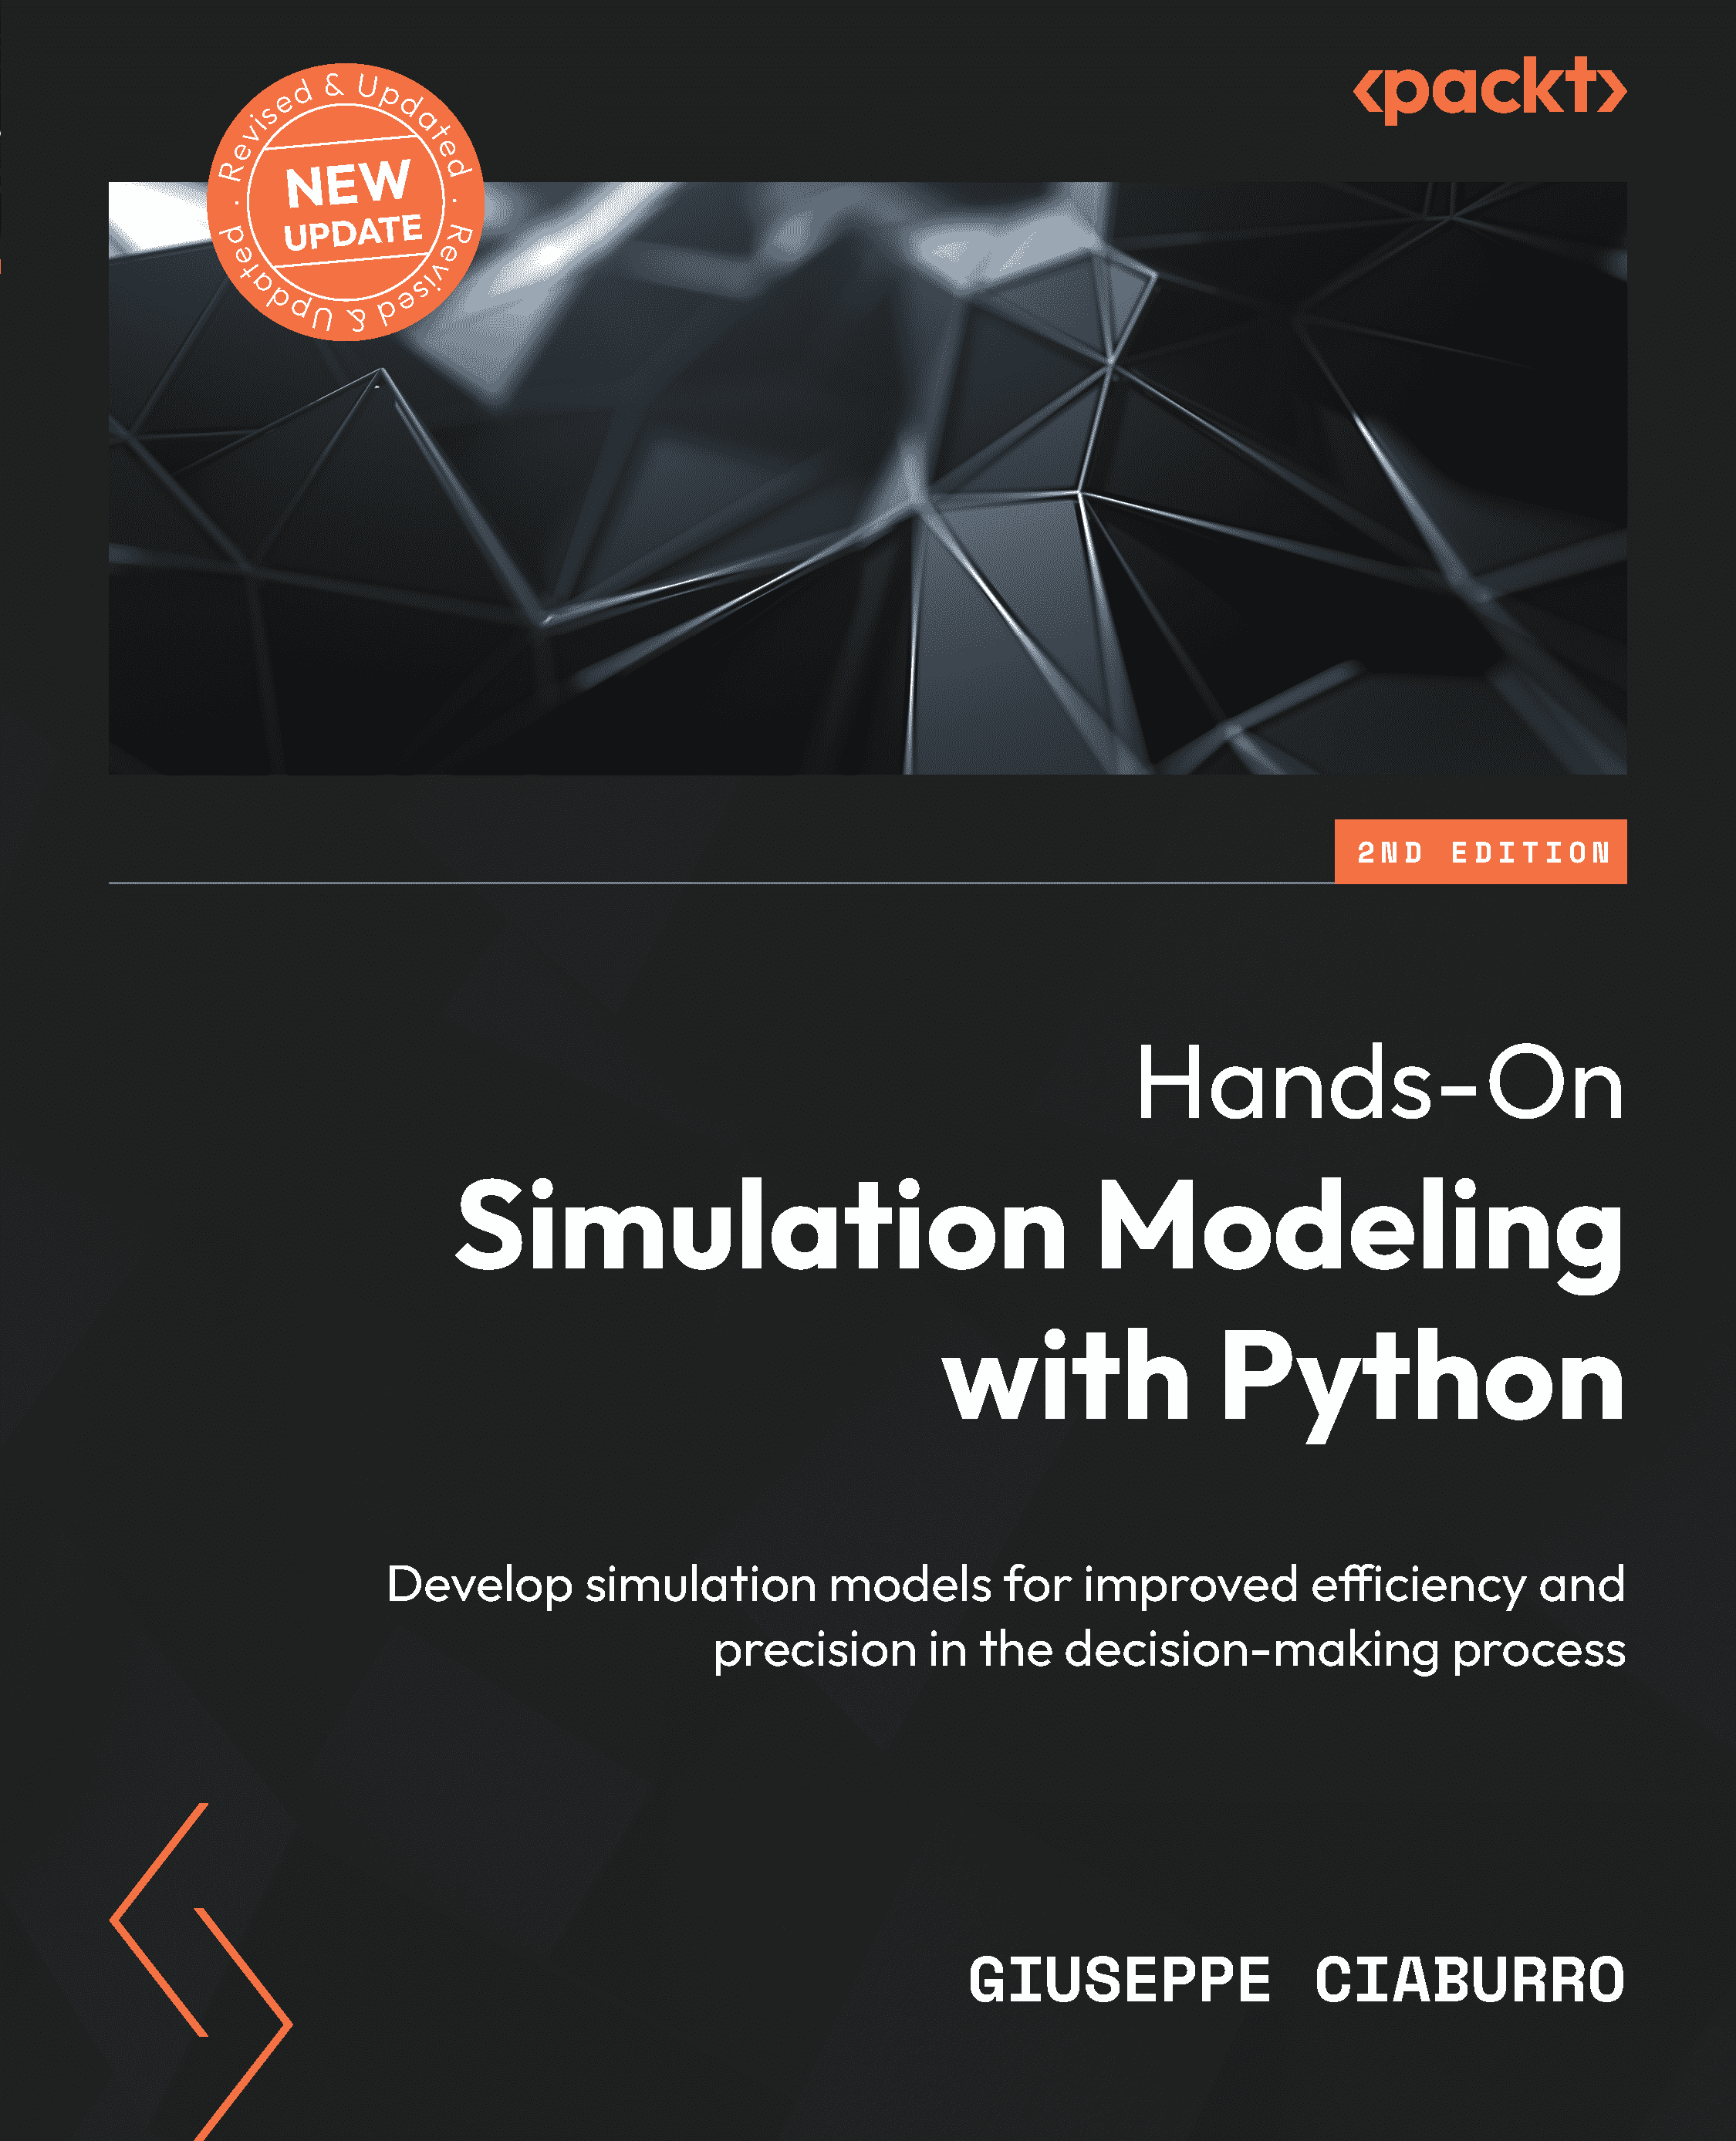 <packt>
Revised & Updated · Revised & Updated ·
NEW
UPDATE
2ND EDITION
Hands-On
Simulation Modeling
with Python
Develop simulation models for improved efficiency and
precision in the decision-making process
GIUSEPPE CIABURRO